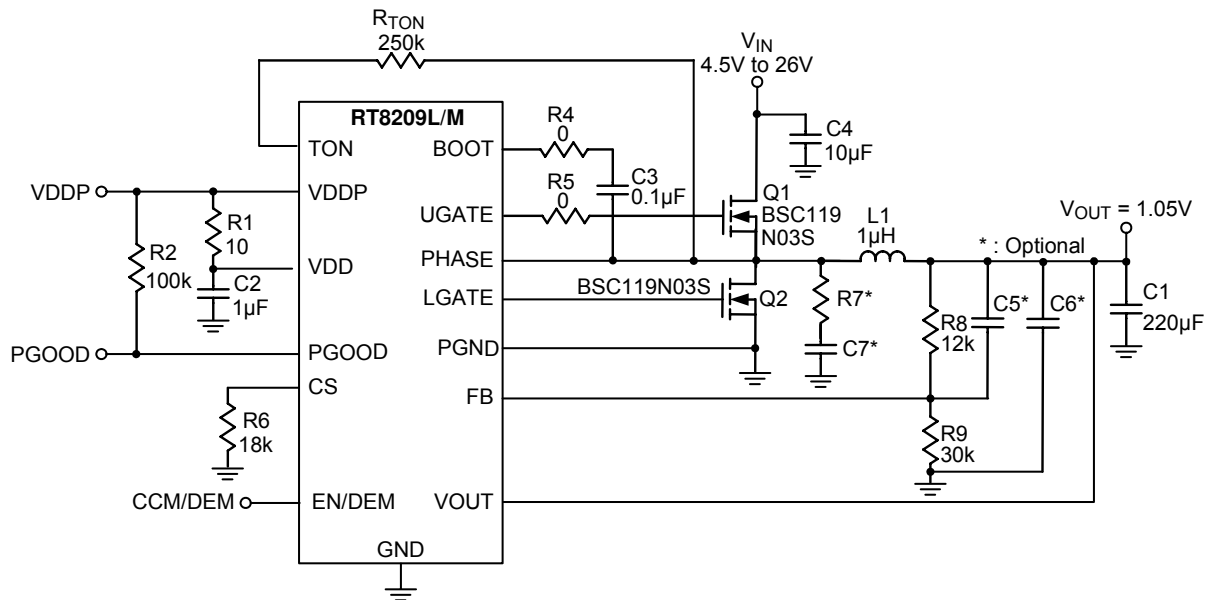 RTON
250k
VIN
4.5V to 26V
RT8209L/M
TON
BOOT
R4
0
C4
10µF
VDDP
VDDP
C3
0.1µF
R5
0
Q1
BSC119
N03S
UGATE
R1
10
R2
100k
VDD
PHASE
L1
1µH
VOUT = 1.05V
* : Optional
C2
1µF
LGATE
BSC119N03S
Q2
R7*
C5*
C6*
C1
220µF
R8
12k
PGOOD
PGOOD
PGND
C7*
CS
FB
R6
18k
R9
30k
CCM/DEM
EN/DEM
VOUT
GND